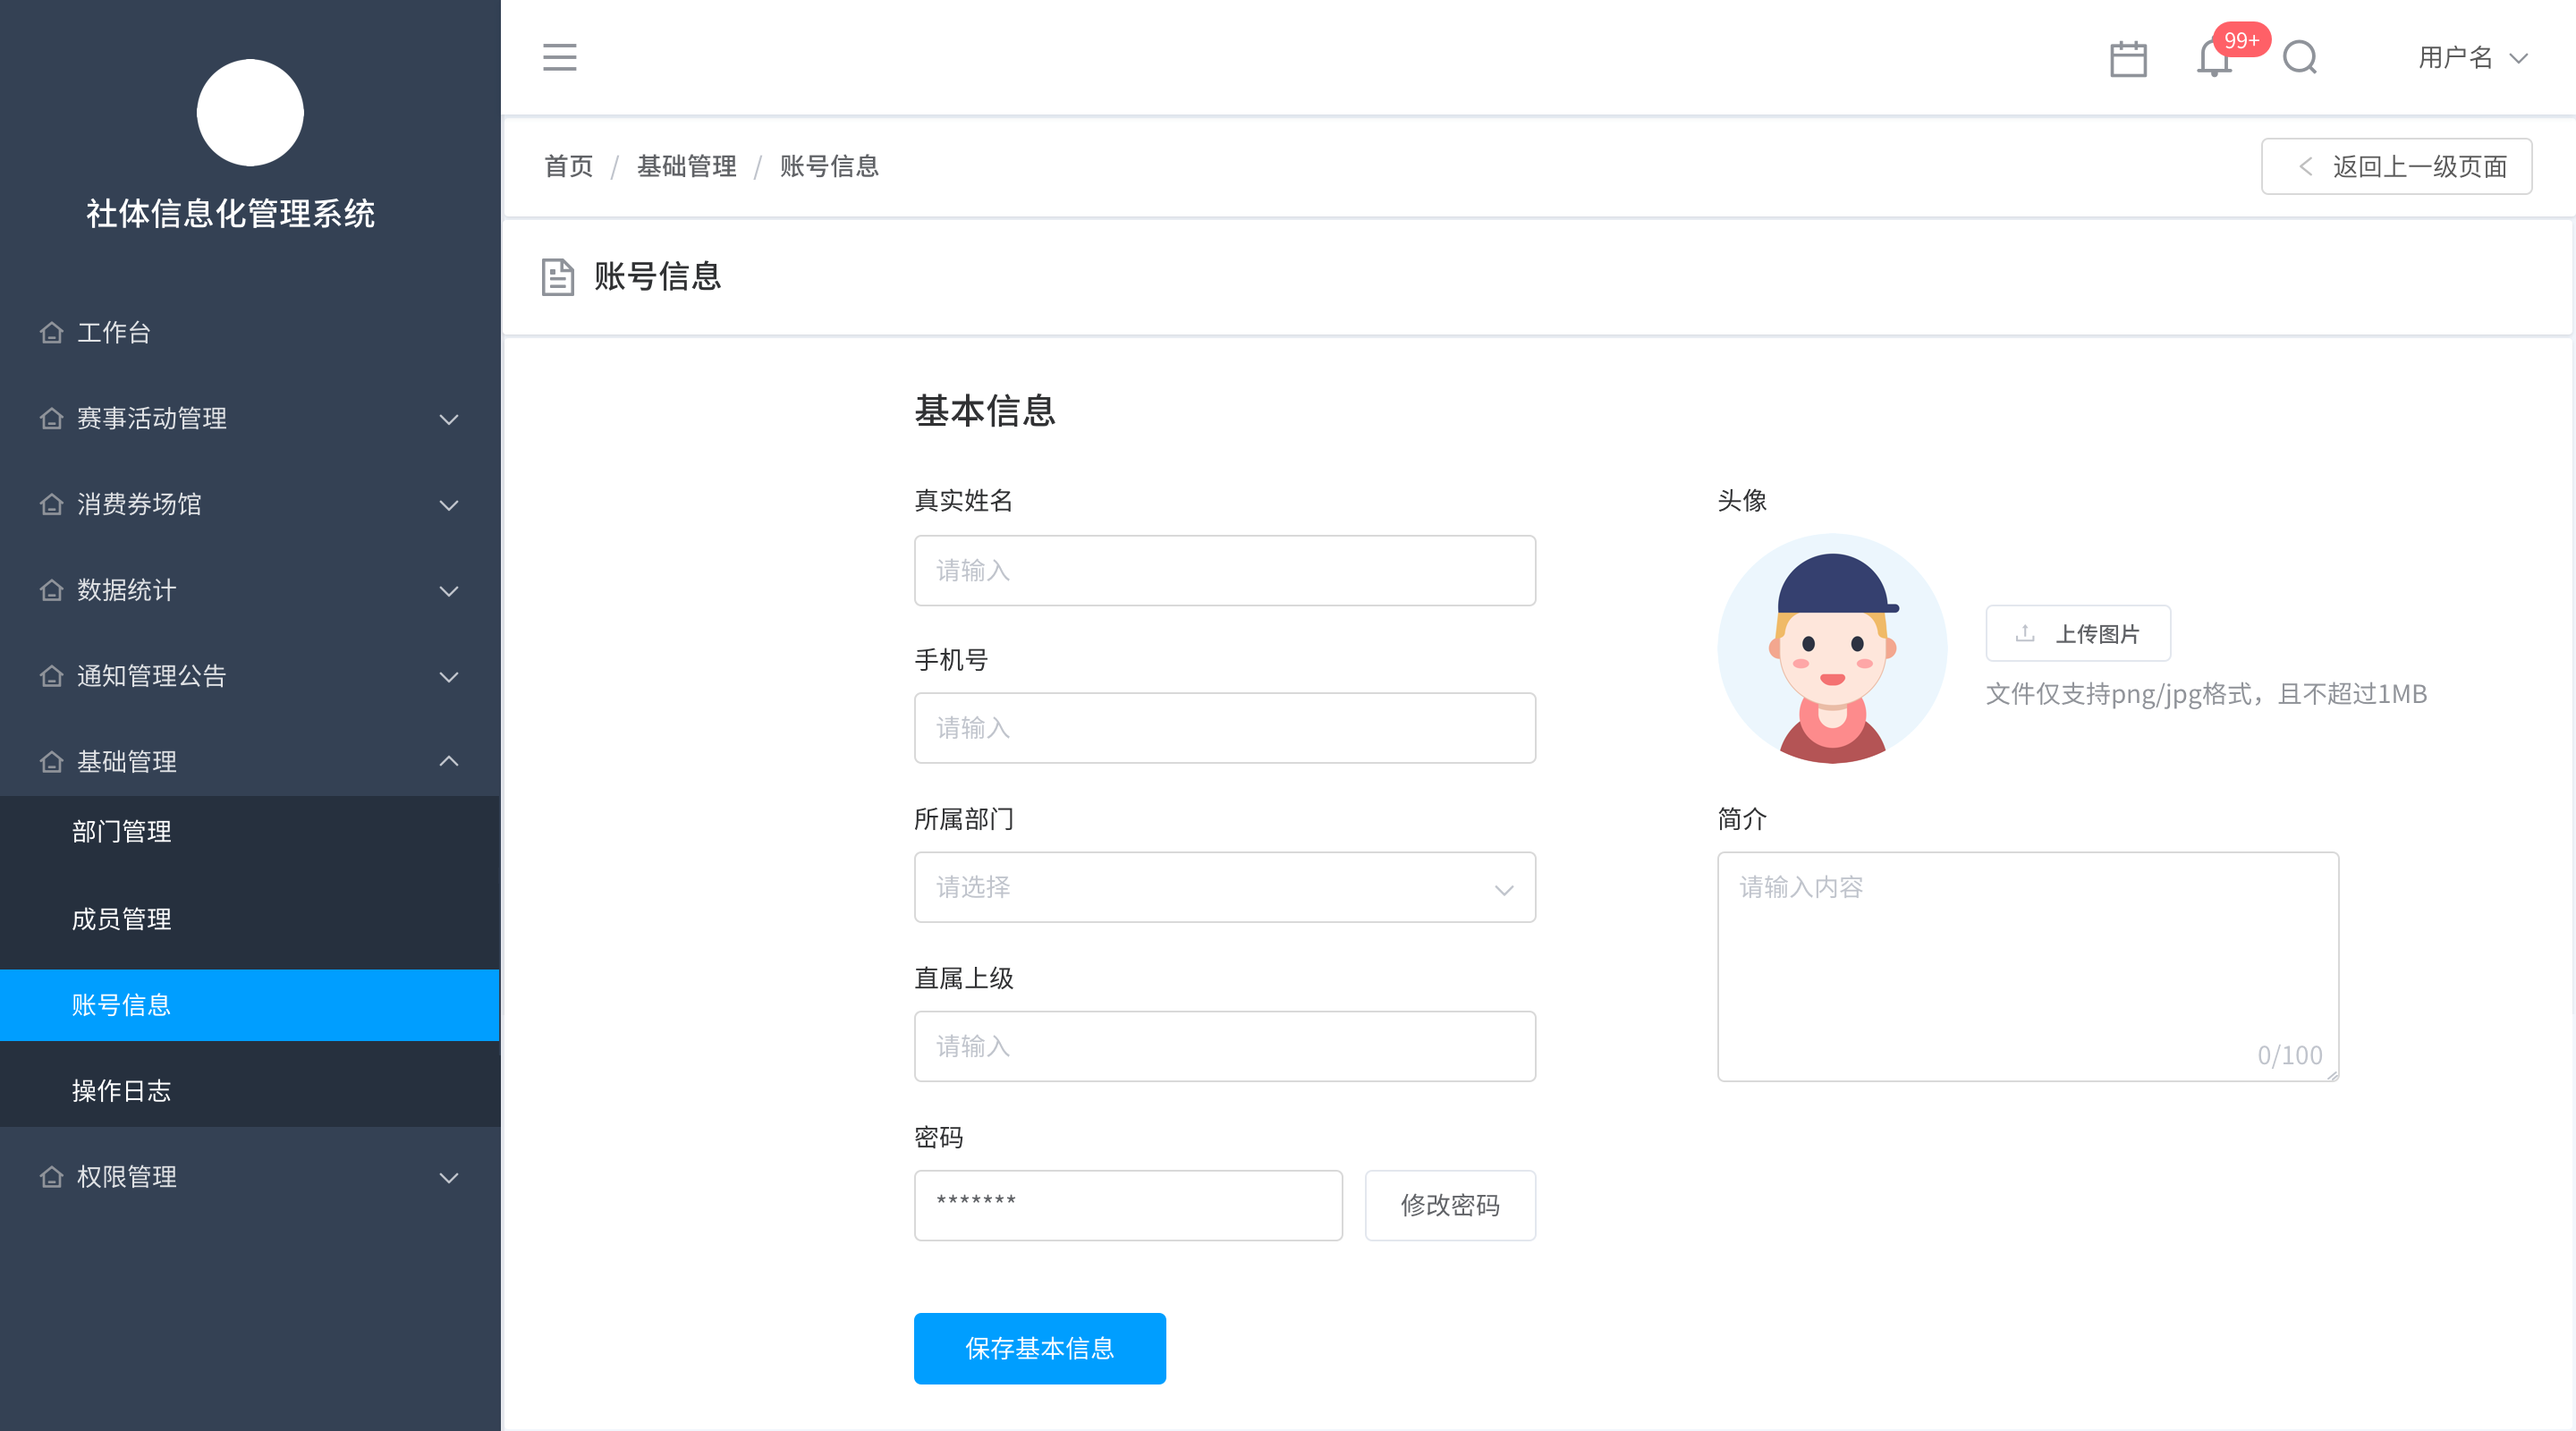 社体信息化管理系统
工作台
赛事活动管理
消费券场馆
数据统计
通知管理公告
基础管理
部门管理
成员管理
账号信息
操作日志
权限管理
99+
用户名
首页 / 基础管理 / 账号信息
返回上一级页面
账号信息
基本信息
真实姓名
请输入
手机号
请输入
所属部门
请选择
直属上级
请输入
密码
*******
修改密码
保存基本信息
头像
上传图片
文件仅支持png/jpg格式，且不超过1MB
简介
请输入内容
0/100